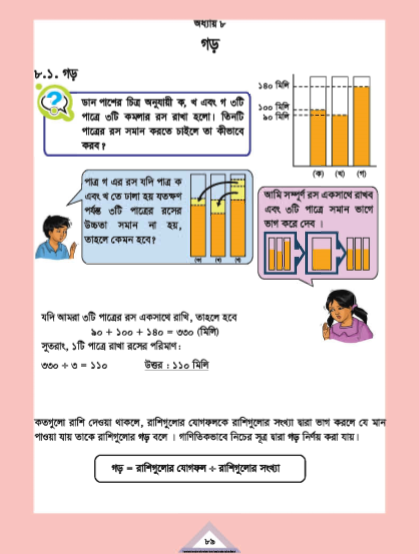 অধ্যায় ৮
গড়
৮.১. গড়
ডান পাশের চিত্র অনুযায়ী ক, খ এবং গ ৩টি
পাত্রে ৩টি কমলার রস রাখা হলো। তিনটি
পাত্রের রস সমান করতে চাইলে তা কীভাবে
করব ?
১৪০ মিলি
১০০ মিলি
৯০ মিলি
(ক) (খ) (গ)
পাত্র গ এর রস যদি পাত্র ক
এবং খ তে ঢালা হয় যতক্ষণ
পর্যন্ত ৩টি পাত্রের রসের
উচ্চতা সমান না হয়,
তাহলে কেমন হবে?
(ক) (খ) (গ)
আমি সম্পূর্ণ রস একসাথে রাখব
এবং ৩টি পাত্রে সমান ভাগে
ভাগ করে দেব ।
যদি আমরা ৩টি পাত্রের রস একসাথে রাখি, তাহলে হবে
৯০ + ১০০ + ১৪০ = ৩৩০ (মিলি)
সুতরাং, ১টি পাত্রে রাখা রসের পরিমাণ:
৩৩০ ÷ ৩ = ১১০ উত্তর : ১১০ মিলি
কতগুলো রাশি দেওয়া থাকলে, রাশিগুলোর যোগফলকে রাশিগুলোর সংখ্যা দ্বারা ভাগ করলে যে মান
পাওয়া যায় তাকে রাশিগুলোর গড় বলে । গাণিতিকভাবে নিচের সূত্র দ্বারা গড় নির্ণয় করা যায়।
গড় = রাশিগুলোর যোগফল ÷ রাশিগুলোর সংখ্যা
৮৯